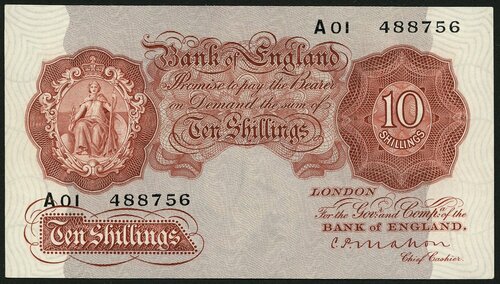 A01 488756
Bank of England
Promise to pay the Bearer
on Demand the sum of
Ten Shillings
10
SHILLINGS
A01 488756
LONDON
For the Gov.r and Comp.a of the
BANK OF ENGLAND,
C.P. Mahon
Chief Cashier.
Ten Shillings